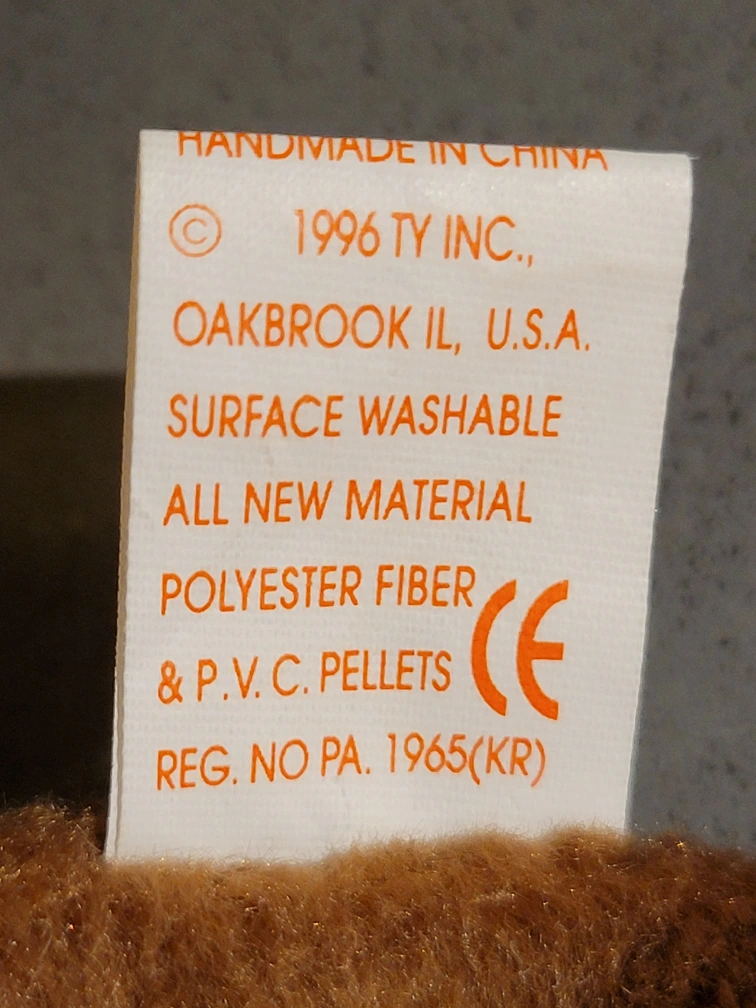 HANDMADE IN CHINA
© 1996 TY INC.,
OAKBROOK IL, U.S.A.
SURFACE WASHABLE
ALL NEW MATERIAL
POLYESTER FIBER
& P.V.C. PELLETS CE
REG. NO PA. 1965(KR)